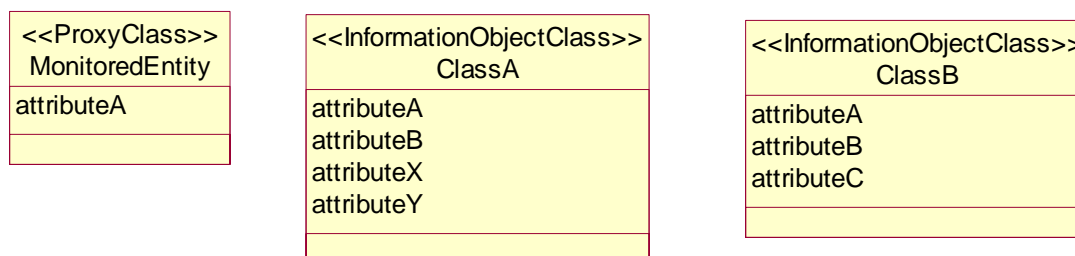 <<ProxyClass>>
MonitoredEntity
attributeA
<<InformationObjectClass>>
ClassA
attributeA
attributeB
attributeX
attributeY
<<InformationObjectClass>>
ClassB
attributeA
attributeB
attributeC